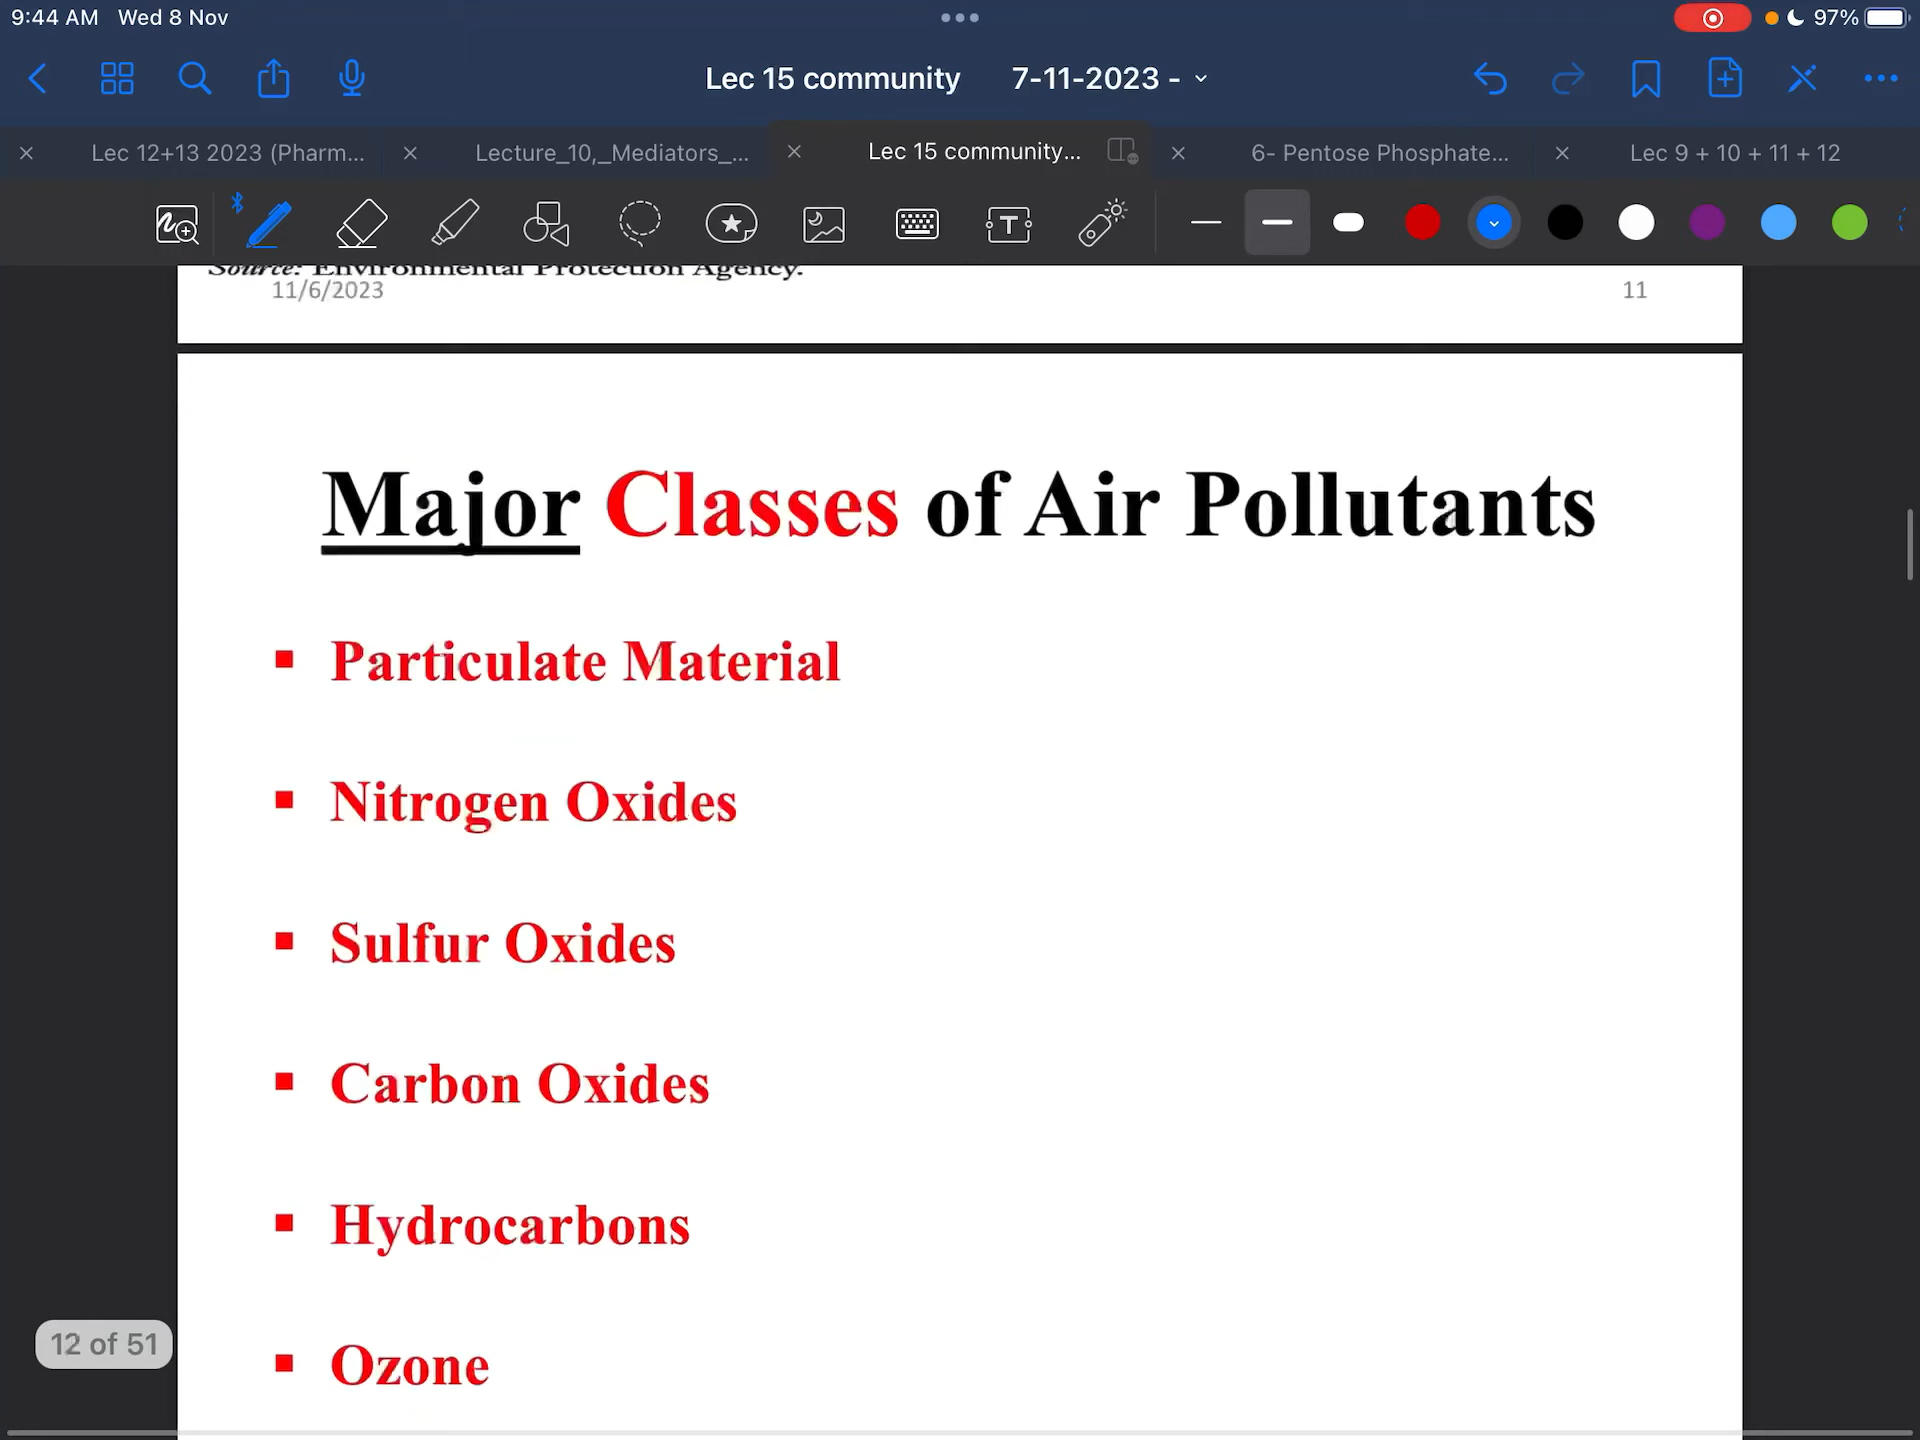 9:44 AM Wed 8 Nov
97%
Lec 15 community 7-11-2023 -
Lec 12+13 2023 (Pharm...
Lecture_10,_Mediators_...
Lec 15 community...
6- Pentose Phosphate...
Lec 9 + 10 + 11 + 12
Source: Environmental Protection Agency.
11/6/2023
11
Major Classes of Air Pollutants
▪ Particulate Material
▪ Nitrogen Oxides
▪ Sulfur Oxides
▪ Carbon Oxides
▪ Hydrocarbons
▪ Ozone
12 of 51